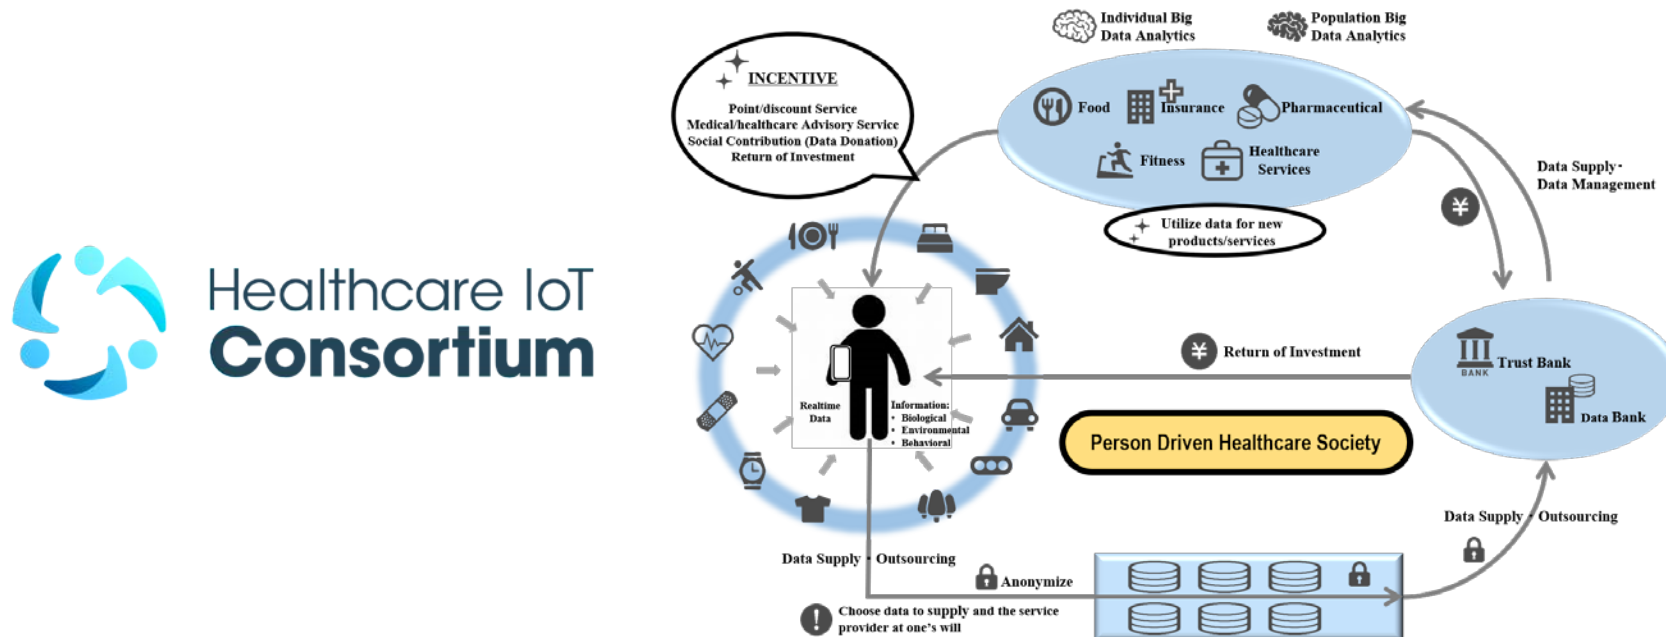 Healthcare IoT
Consortium
Individual Big
Data Analytics
Population Big
Data Analytics
INCENTIVE
Point/discount Service
Medical/healthcare Advisory Service
Social Contribution (Data Donation)
Return of Investment
Food
Insurance
Pharmaceutical
Fitness
Healthcare
Services
Utilize data for new
products/services
¥
Data Supply・
Data Management
¥
Return of Investment
BANK
Trust Bank
Data Bank
Realtime
Data
Information:
• Biological
• Environmental
• Behavioral
Person Driven Healthcare Society
Data Supply・Outsourcing
Data Supply・Outsourcing
Anonymize
! Choose data to supply and the service
provider at one's will